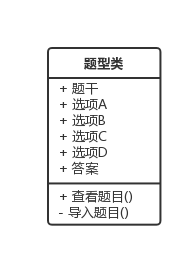 题型类
+ 题干
+ 选项A
+ 选项B
+ 选项C
+ 选项D
+ 答案
+ 查看题目()
- 导入题目()